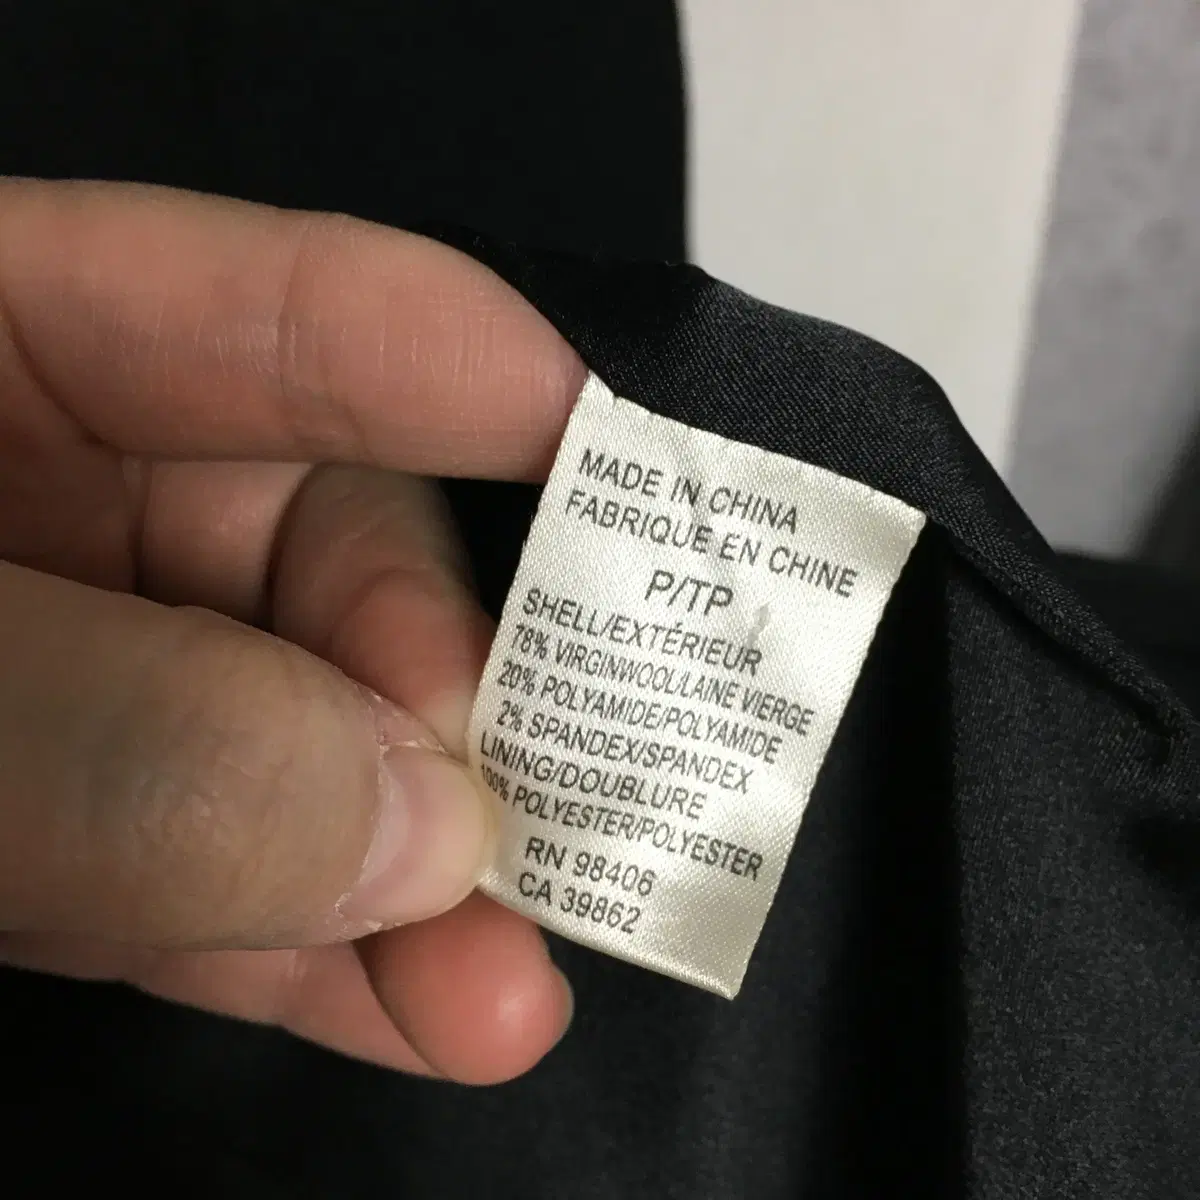 MADE IN CHINA
FABRIQUE EN CHINE
P/TP
SHELL/EXTÉRIEUR
78% VIRGINWOOL/LAINE VIERGE
20% POLYAMIDE/POLYAMIDE
2% SPANDEX/SPANDEX
LINING/DOUBLURE
100% POLYESTER/POLYESTER
RN 98406
CA 39862